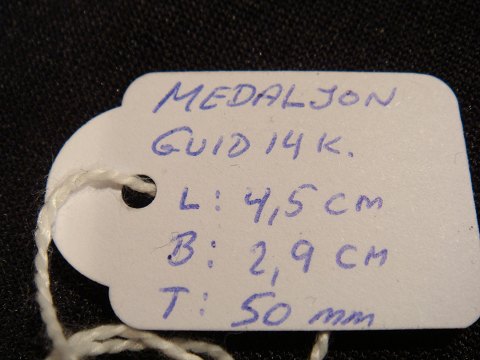 MEDALJON
GULD 14 K.
L: 4,5 CM
B: 2,9 CM
T: 50 mm